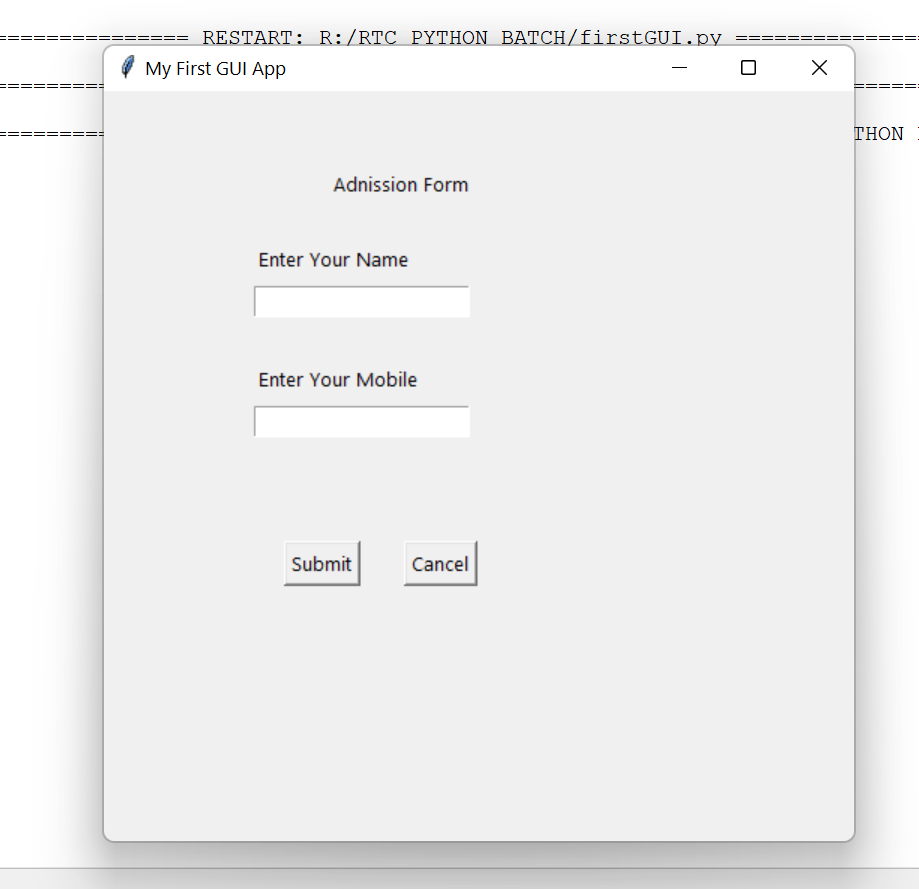 =============== RESTART: R:/RTC PYTHON BATCH/firstGUI.py ==============
My First GUI App
THON
Adnission Form
Enter Your Name
Enter Your Mobile
Submit Cancel